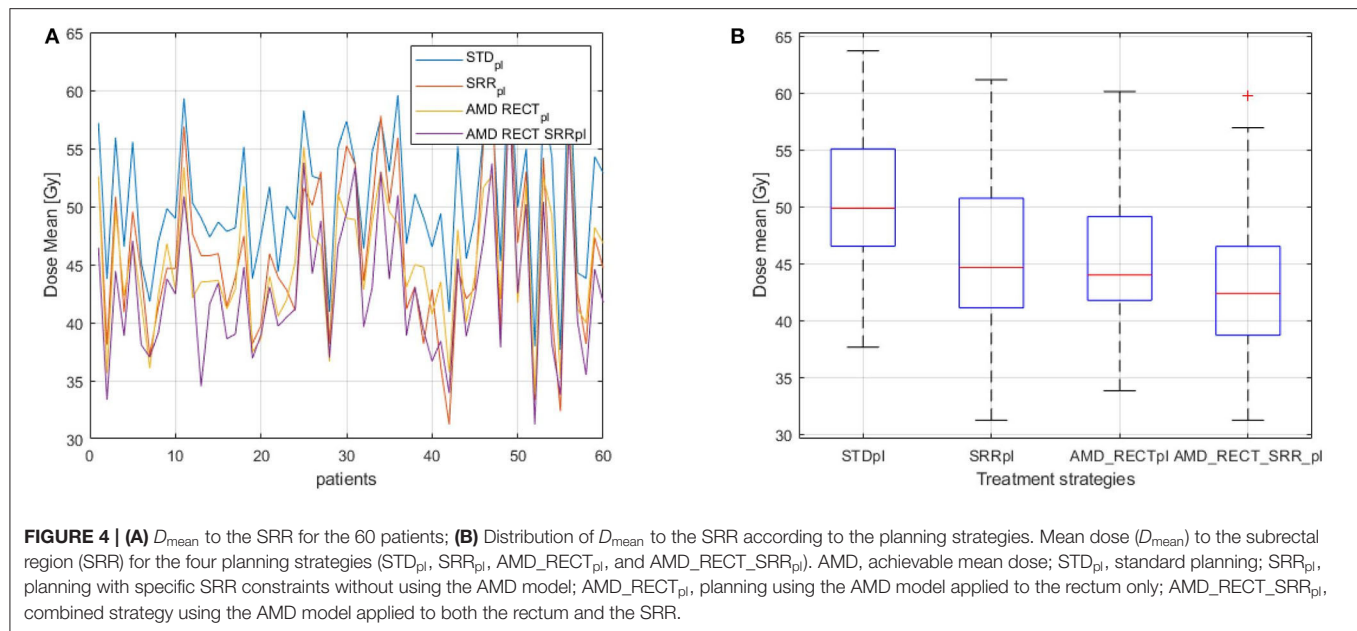 A
65
60
55
50
45
40
35
30
Dose Mean [Gy]
0 10 20 30 40 50 60
patients
STDpl
SRRpl
AMD RECTpl
AMD RECT SRRpl
B
65
60
55
50
45
40
35
30
Dose mean [Gy]
STDpl SRRpl AMD_RECTpl AMD_RECT_SRR_pl
Treatment strategies
FIGURE 4 | (A) Dmean to the SRR for the 60 patients; (B) Distribution of Dmean to the SRR according to the planning strategies. Mean dose (Dmean) to the subrectal
region (SRR) for the four planning strategies (STDpl, SRRpl, AMD_RECTpl, and AMD_RECT_SRRpl). AMD, achievable mean dose; STDpl, standard planning; SRRpl,
planning with specific SRR constraints without using the AMD model; AMD_RECTpl, planning using the AMD model applied to the rectum only; AMD_RECT_SRRpl,
combined strategy using the AMD model applied to both the rectum and the SRR.